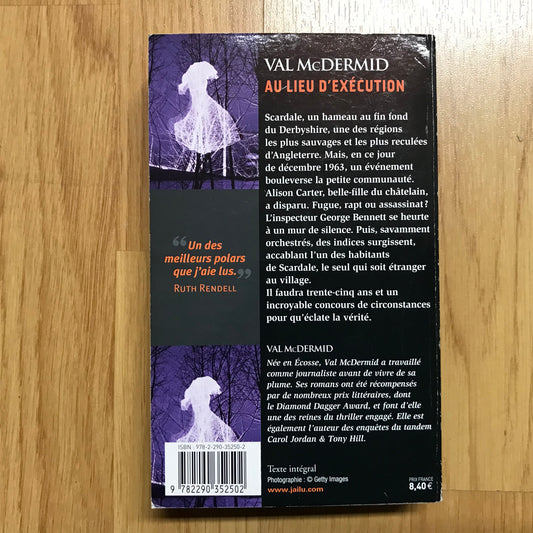 VAL McDERMID
AU LIEU D'EXÉCUTION
Scardale, un hameau au fin fond
du Derbyshire, une des régions
les plus sauvages et les plus reculées
d'Angleterre. Mais, en ce jour
de décembre 1963, un événement
bouleverse la petite communauté.
Alison Carter, belle-fille du châtelain,
a disparu. Fugue, rapt ou assassinat ?
L'inspecteur George Bennett se heurte
à un mur de silence. Puis, savamment
orchestrés, des indices surgissent,
accablant l'un des habitants
de Scardale, le seul qui soit étranger
au village.
Il faudra trente-cinq ans et un
incroyable concours de circonstances
pour qu'éclate la vérité.
“Un des
meilleurs polars
que j'aie lus.”
RUTH RENDELL
VAL McDERMID
Née en Écosse, Val McDermid a travaillé
comme journaliste avant de vivre de sa
plume. Ses romans ont été récompensés
par de nombreux prix littéraires, dont
le Diamond Dagger Award, et font d'elle
une des reines du thriller engagé. Elle est
également l'auteur des enquêtes du tandem
Carol Jordan & Tony Hill.
Texte intégral
Photographie : © Getty Images
www.jailu.com
PRIX FRANCE
8,40 €
ISBN : 978-2-290-35250-2
9 782290 352502